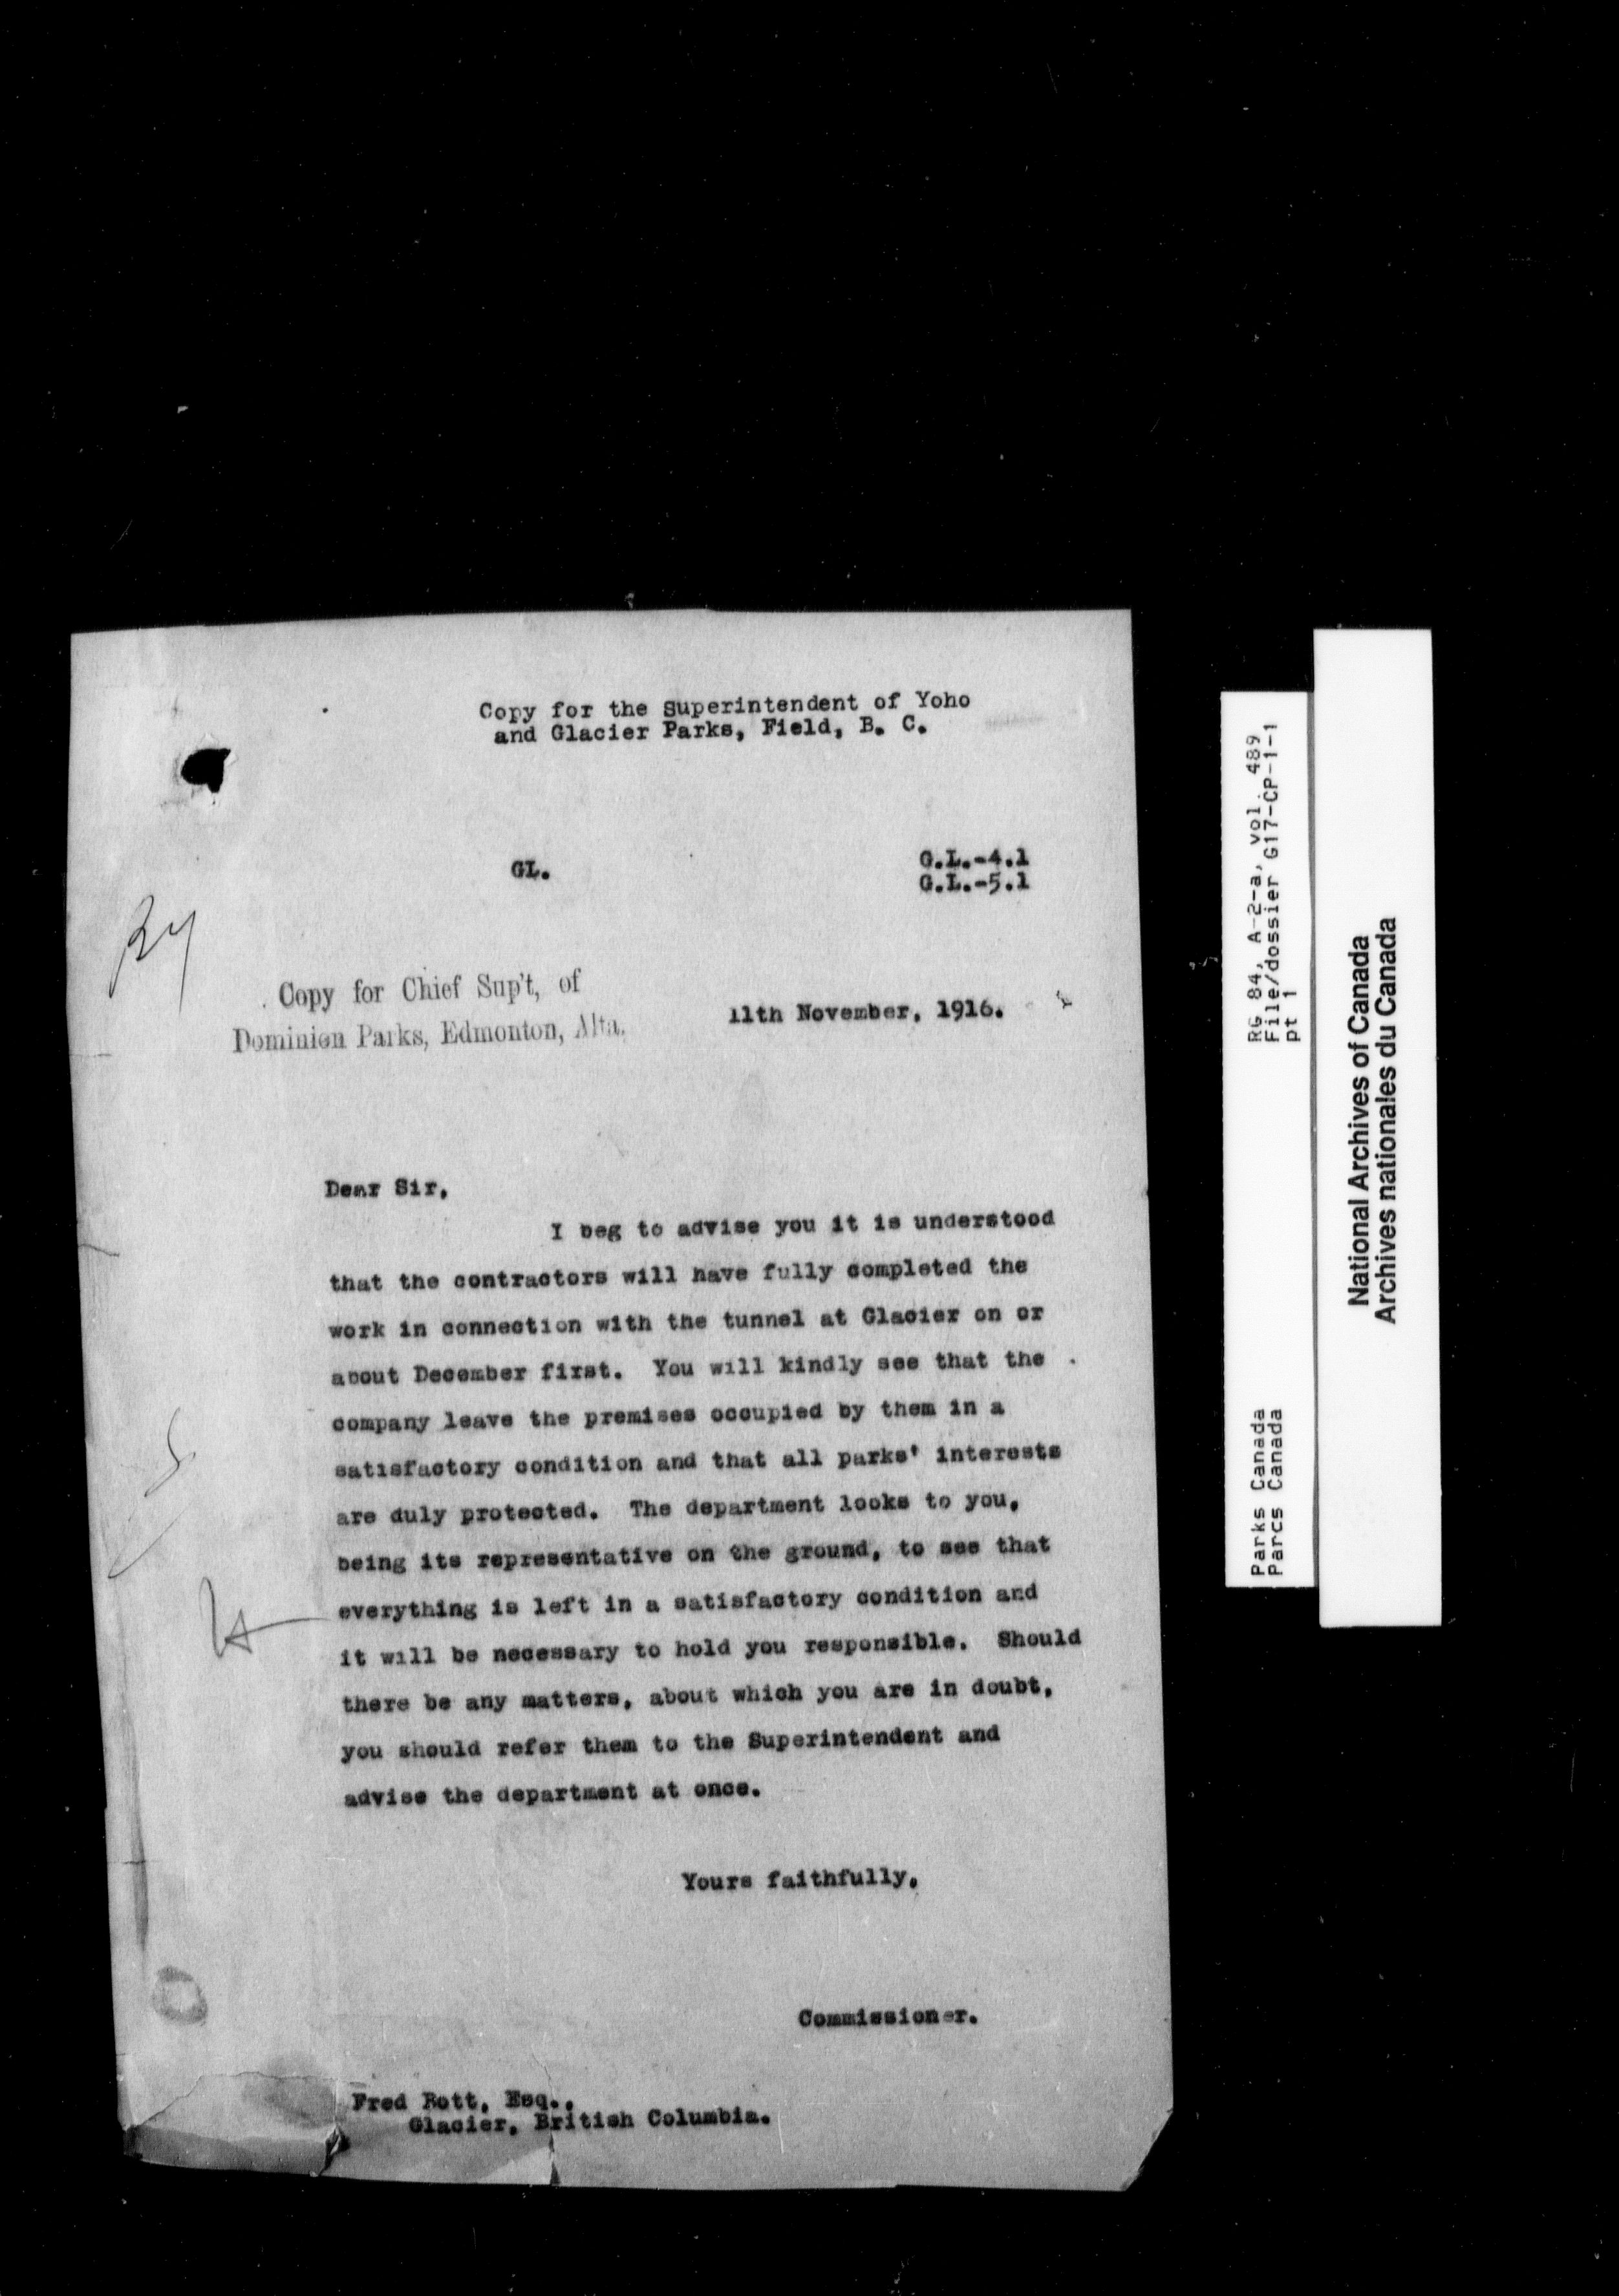 Copy for the Superintendent of Yoho
and Glacier Parks, Field, B. C.
GL.
G.L.-4.1
G.L.-5.1
Copy for Chief Sup't, of
Dominion Parks, Edmonton, Alta.
11th November, 1916.
Dear Sir,
I beg to advise you it is understood
that the contractors will have fully completed the
work in connection with the tunnel at Glacier on or
about December first. You will kindly see that the
company leave the premises occupied by them in a
satisfactory condition and that all parks' interests
are duly protected. The department looks to you,
being its representative on the ground, to see that
everything is left in a satisfactory condition and
it will be necessary to hold you responsible. Should
there be any matters, about which you are in doubt,
you should refer them to the Superintendent and
advise the department at once.
Yours faithfully,
Commissioner.
Fred Bott, Esq.,
Glacier, British Columbia.
RG 84, A-2-a, vol. 489
File/dossier G17-CP-1-1
pt 1
Parks Canada
Parcs Canada
National Archives of Canada
Archives nationales du Canada